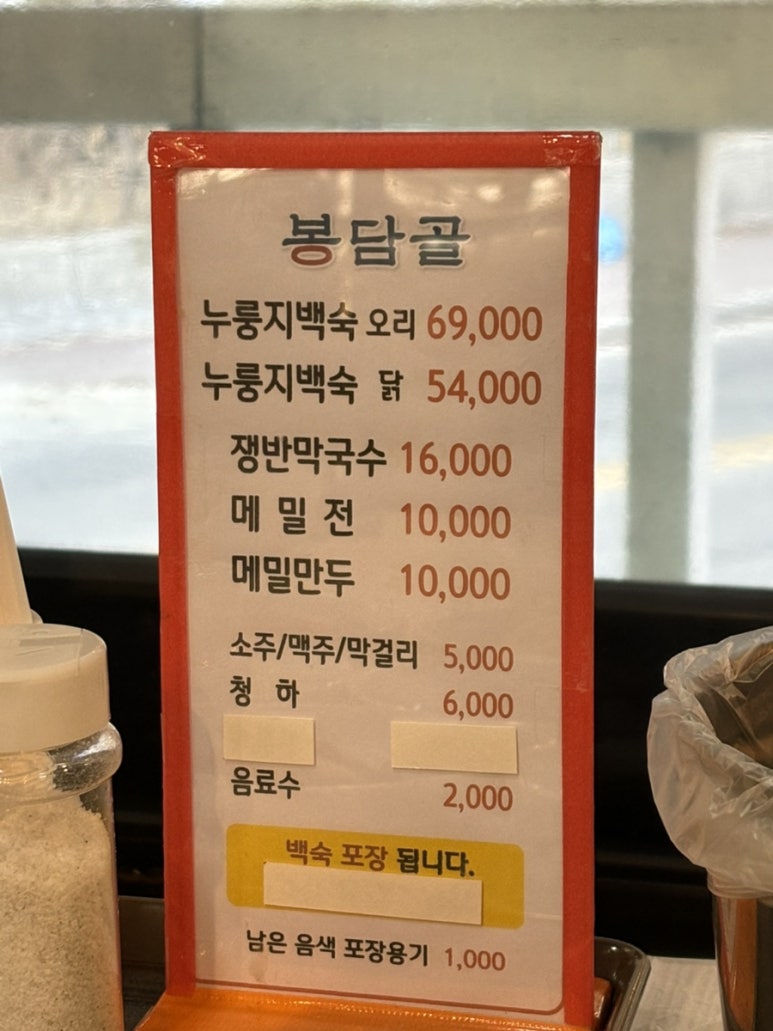 봉담골
누룽지백숙 오리 69,000
누룽지백숙 닭 54,000
쟁반막국수 16,000
메 밀 전 10,000
메밀만두 10,000
소주/맥주/막걸리 5,000
청 하 6,000
음료수 2,000
백숙 포장 됩니다.
남은 음색 포장용기 1,000